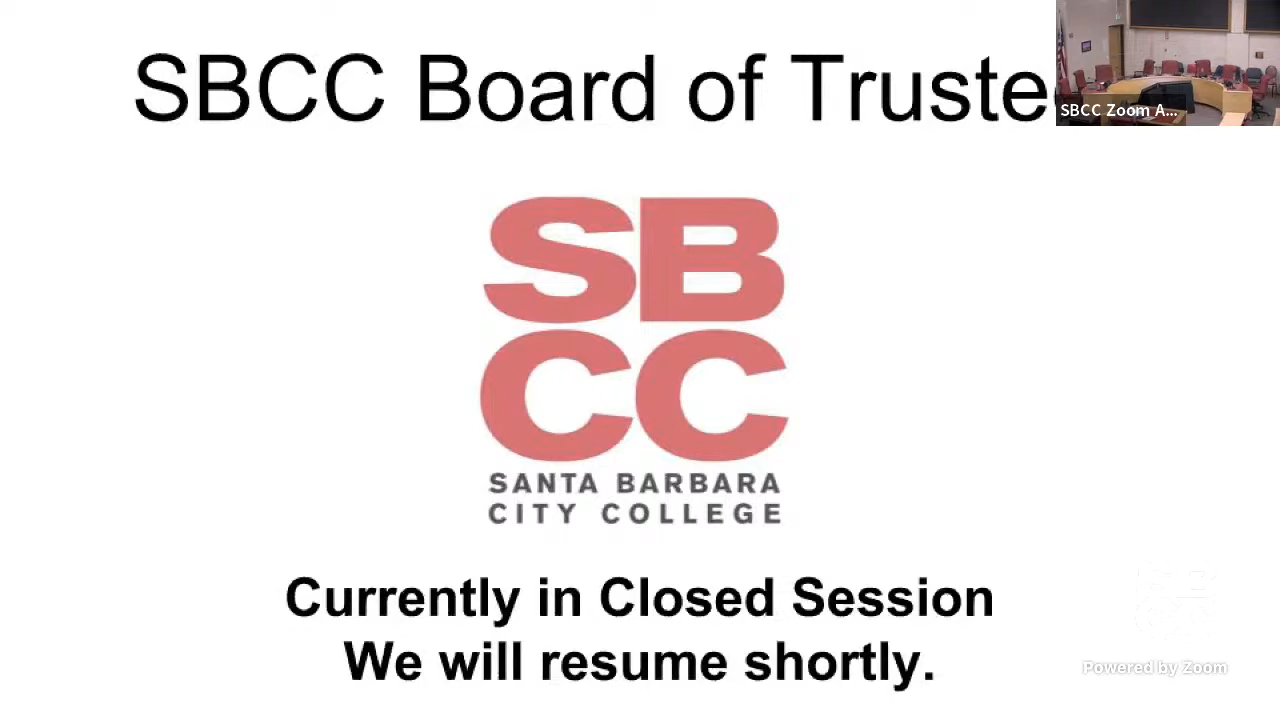 SBCC Board of Truste
SBCC Zoom A...
SB
CC
SANTA BARBARA
CITY COLLEGE
Currently in Closed Session
We will resume shortly.
Powered by Zoom